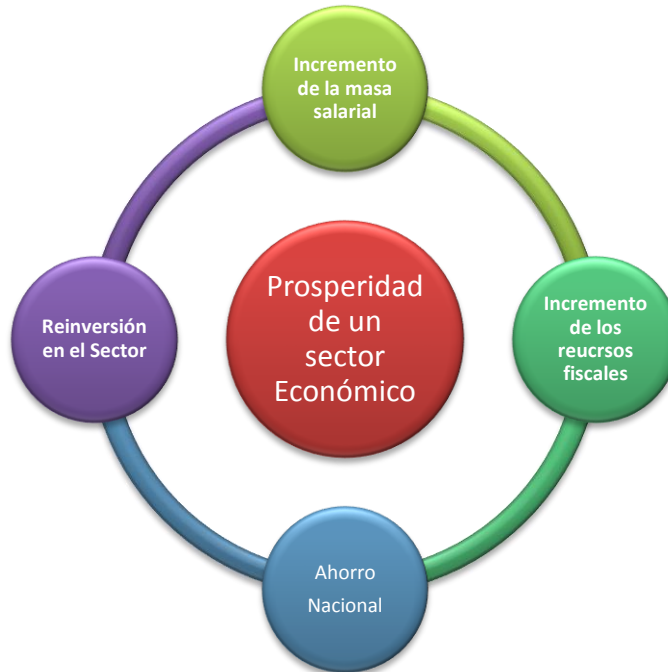 Incremento
de la masa
salarial
Prosperidad
de un
sector
Económico
Reinversión
en el Sector
Incremento
de los
reucrsos
fiscales
Ahorro
Nacional